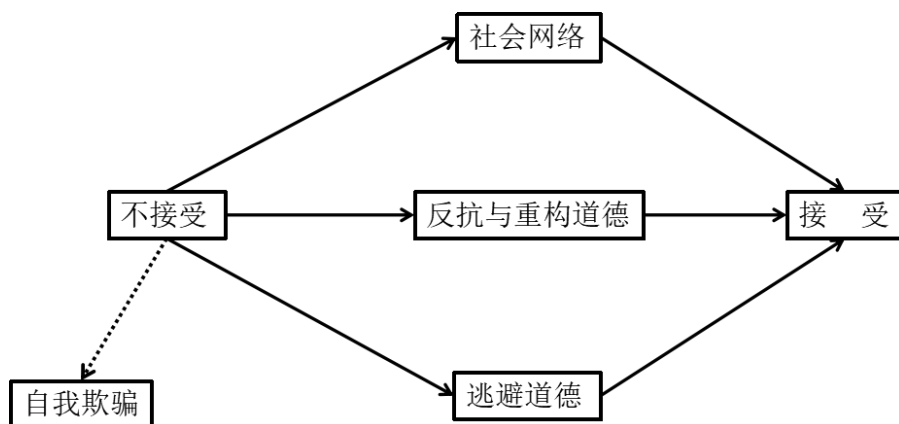 社会网络
不接受
反抗与重构道德
接 受
逃避道德
自我欺骗